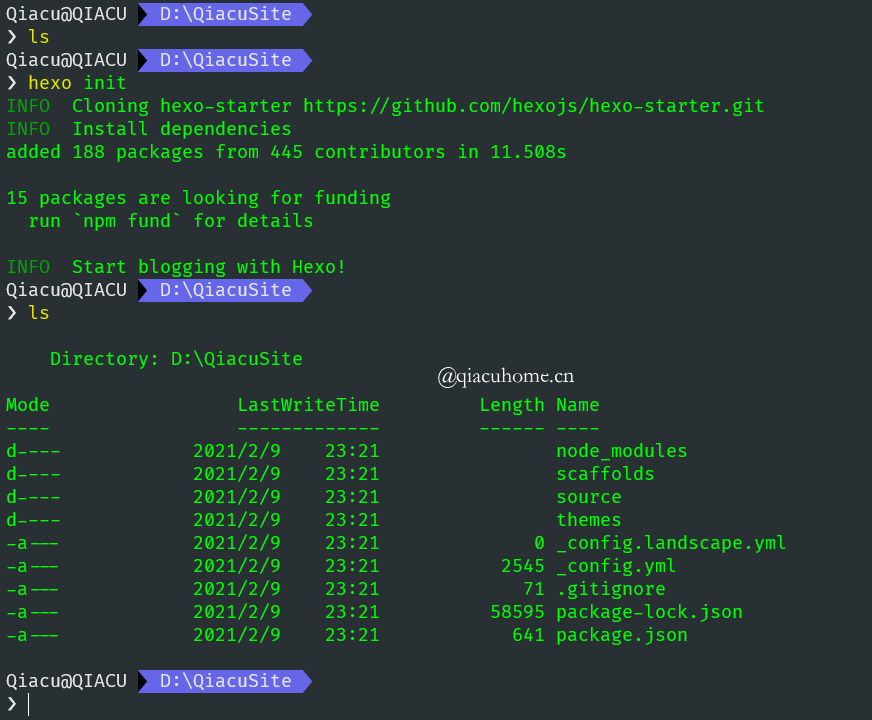 Qiacu@QIACU D:\QiacuSite
❯ ls
Qiacu@QIACU D:\QiacuSite
❯ hexo init
INFO  Cloning hexo-starter https://github.com/hexojs/hexo-starter.git
INFO  Install dependencies
added 188 packages from 445 contributors in 11.508s
15 packages are looking for funding
  run `npm fund` for details
INFO  Start blogging with Hexo!
Qiacu@QIACU D:\QiacuSite
❯ ls
    Directory: D:\QiacuSite
@qiacuhome.cn
Mode                 LastWriteTime         Length Name
----                 -------------         ------ ----
d----            2021/2/9    23:21                node_modules
d----            2021/2/9    23:21                scaffolds
d----            2021/2/9    23:21                source
d----            2021/2/9    23:21                themes
-a---            2021/2/9    23:21              0 _config.landscape.yml
-a---            2021/2/9    23:21           2545 _config.yml
-a---            2021/2/9    23:21             71 .gitignore
-a---            2021/2/9    23:21          58595 package-lock.json
-a---            2021/2/9    23:21            641 package.json
Qiacu@QIACU D:\QiacuSite
❯